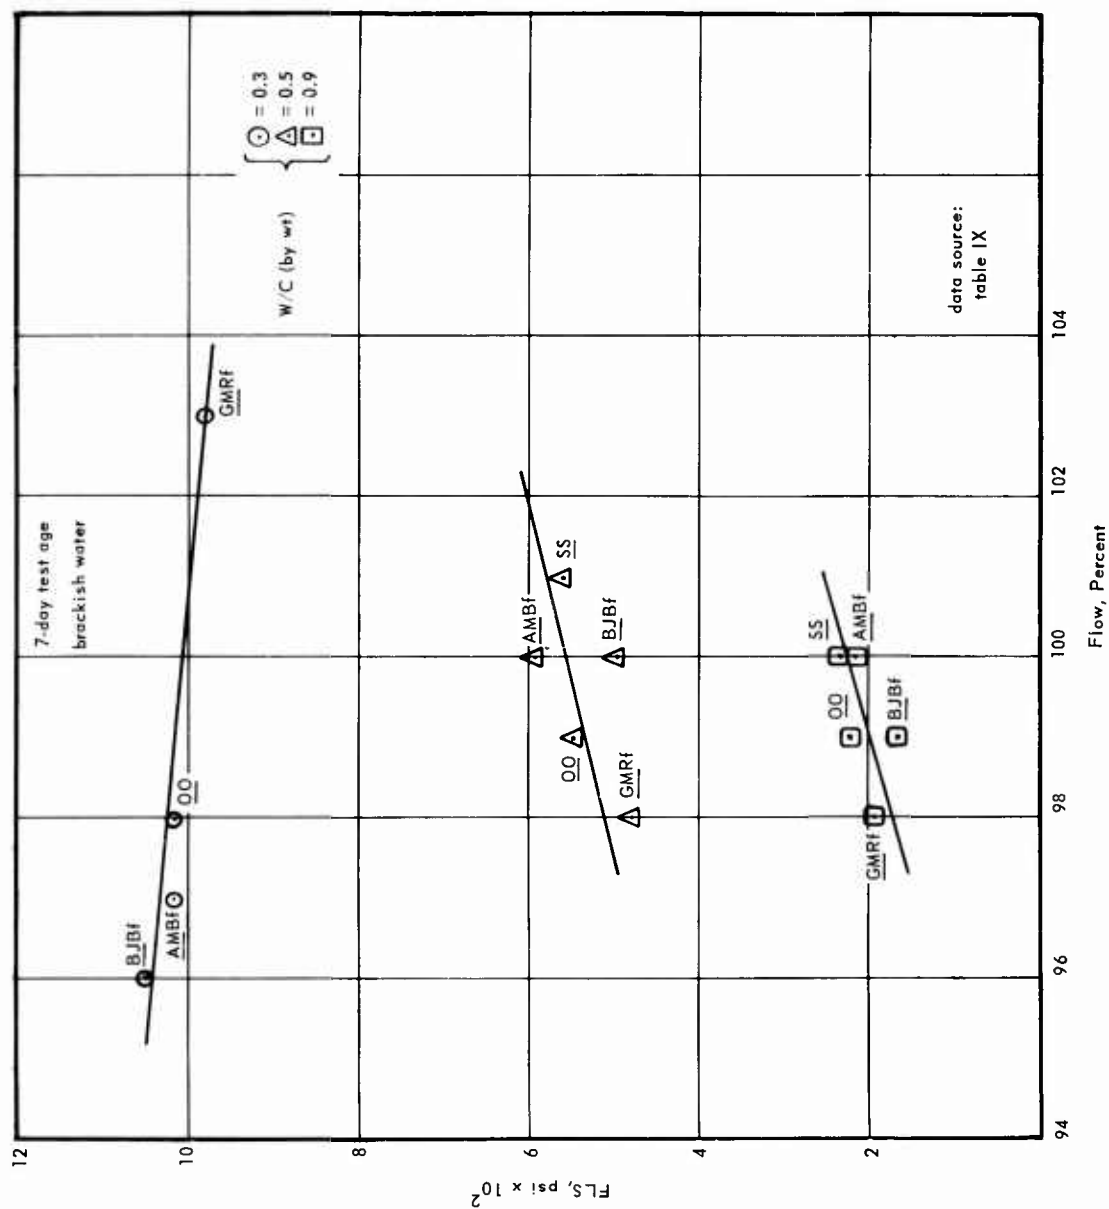 7-day test age
brackish water
W/C (by wt)
= 0.3
= 0.5
= 0.9
BJBf
AMBf
OO
GMRf
GMRf
OO
AMBf
BJBf
SS
GMRf
OO
BJBf
SS
AMBf
data source:
table IX
12
10
6
4
2
FLS, psi x 10²
94
96
98
100
102
104
Flow, Percent